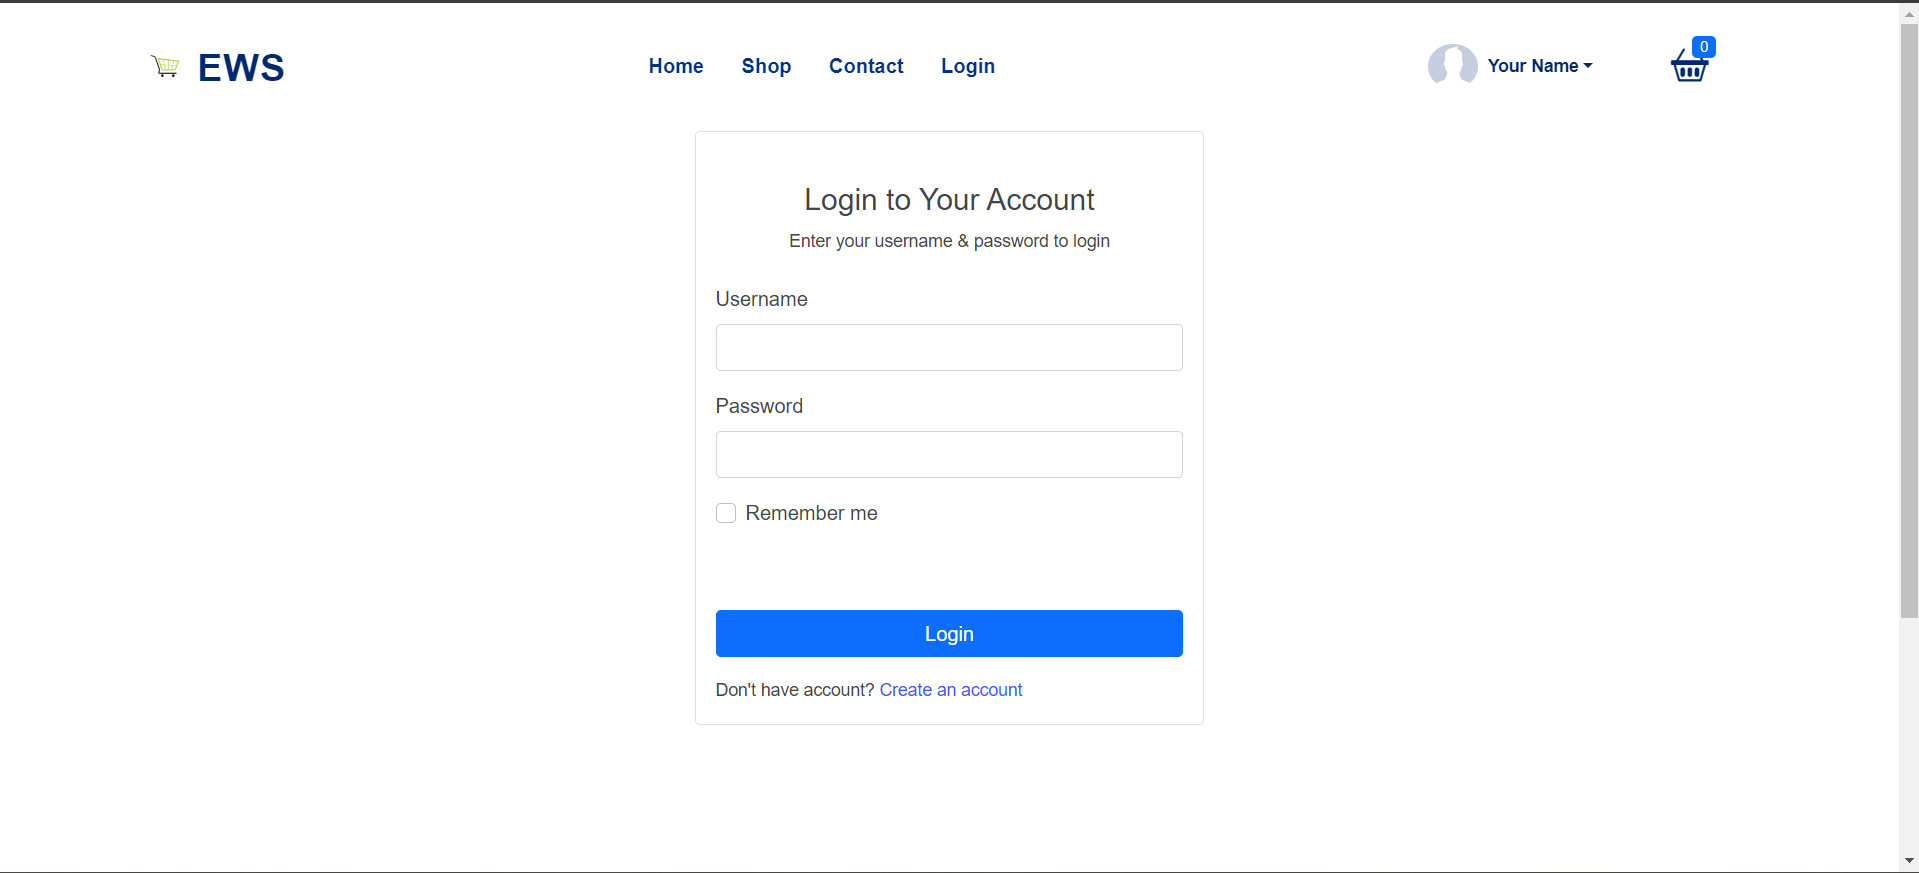 EWS
Home Shop Contact Login
Your Name
0
Login to Your Account
Enter your username & password to login
Username
Password
Remember me
Login
Don't have account? Create an account